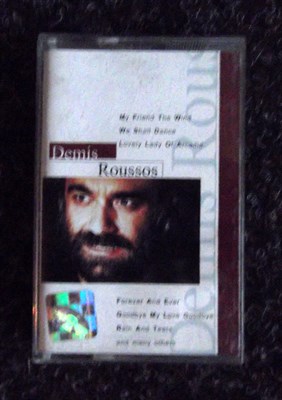 My Friend The Wind
We Shall Dance
Lovely Lady Of Arcadia
Demis
Roussos
Demis Rous
Forever And Ever
Goodbye My Love Goodbye
Rain And Tears
and many others